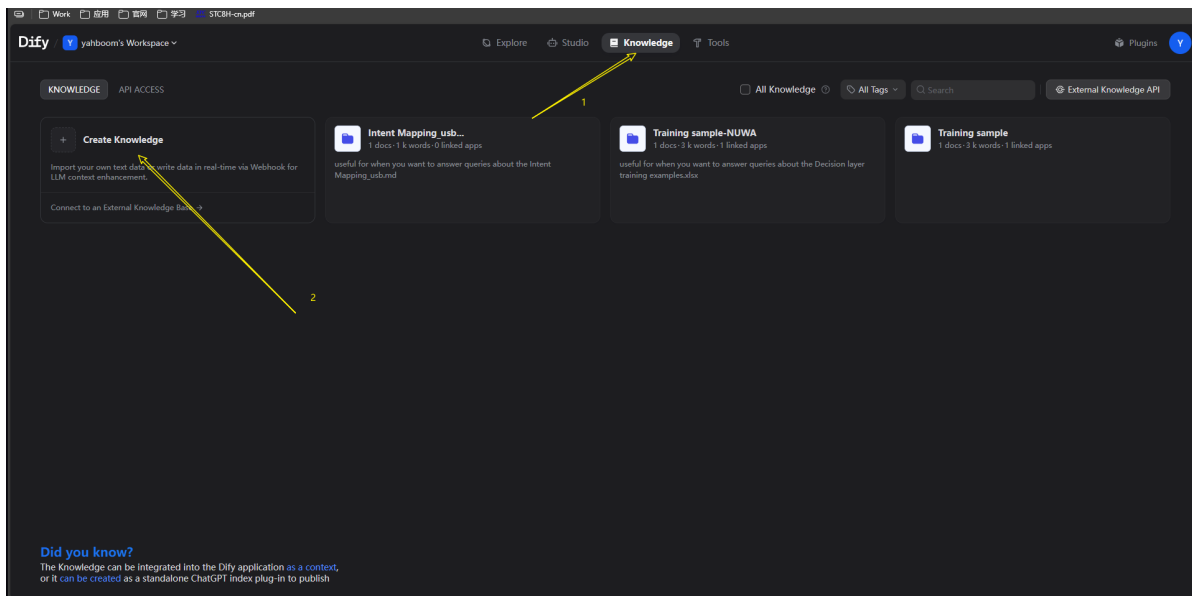 Work 应用 官网 学习 STC8H-cn.pdf
Dify / Y yahboom's Workspace Explore Studio Knowledge Tools Plugins Y
KNOWLEDGE API ACCESS All Knowledge All Tags Search External Knowledge API
1
+ Create Knowledge
Import your own text data or write data in real-time via Webhook for
LLM context enhancement.
Connect to an External Knowledge Base →
Intent Mapping_usb...
1 docs · 1 k words · 0 linked apps
useful for when you want to answer queries about the Intent
Mapping_usb.md
Training sample-NUWA
1 docs · 3 k words · 1 linked apps
useful for when you want to answer queries about the Decision layer
training examples.xlsx
Training sample
1 docs · 3 k words · 1 linked apps
2
Did you know?
The Knowledge can be integrated into the Dify application as a context,
or it can be created as a standalone ChatGPT index plug-in to publish